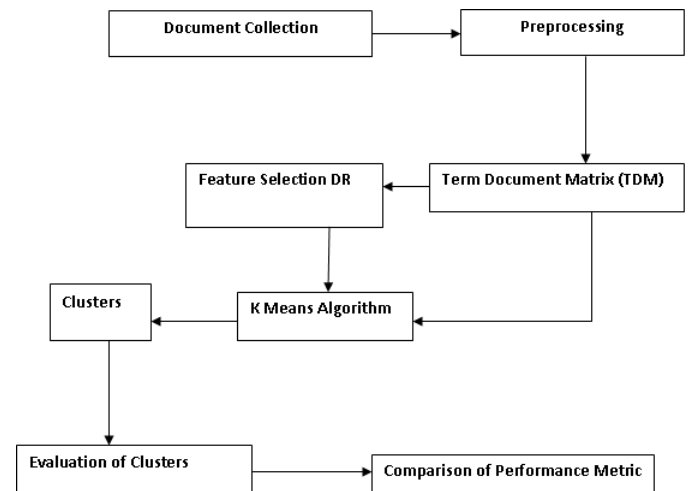 Document Collection
Preprocessing
Feature Selection DR
Term Document Matrix (TDM)
Clusters
K Means Algorithm
Evaluation of Clusters
Comparison of Performance Metric